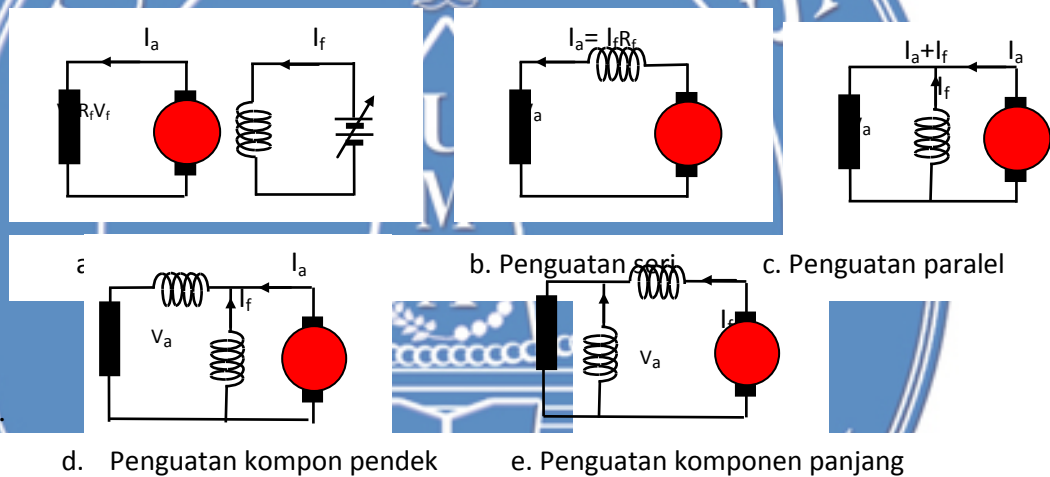 Iₐ I_f
RfVf
Iₐ= IfRf
a
Iₐ+If Iₐ
If
a
a
b. Penguatan seri
c. Penguatan paralel
Iₐ
If
Vₐ
If
Vₐ
d. Penguatan kompon pendek
e. Penguatan komponen panjang